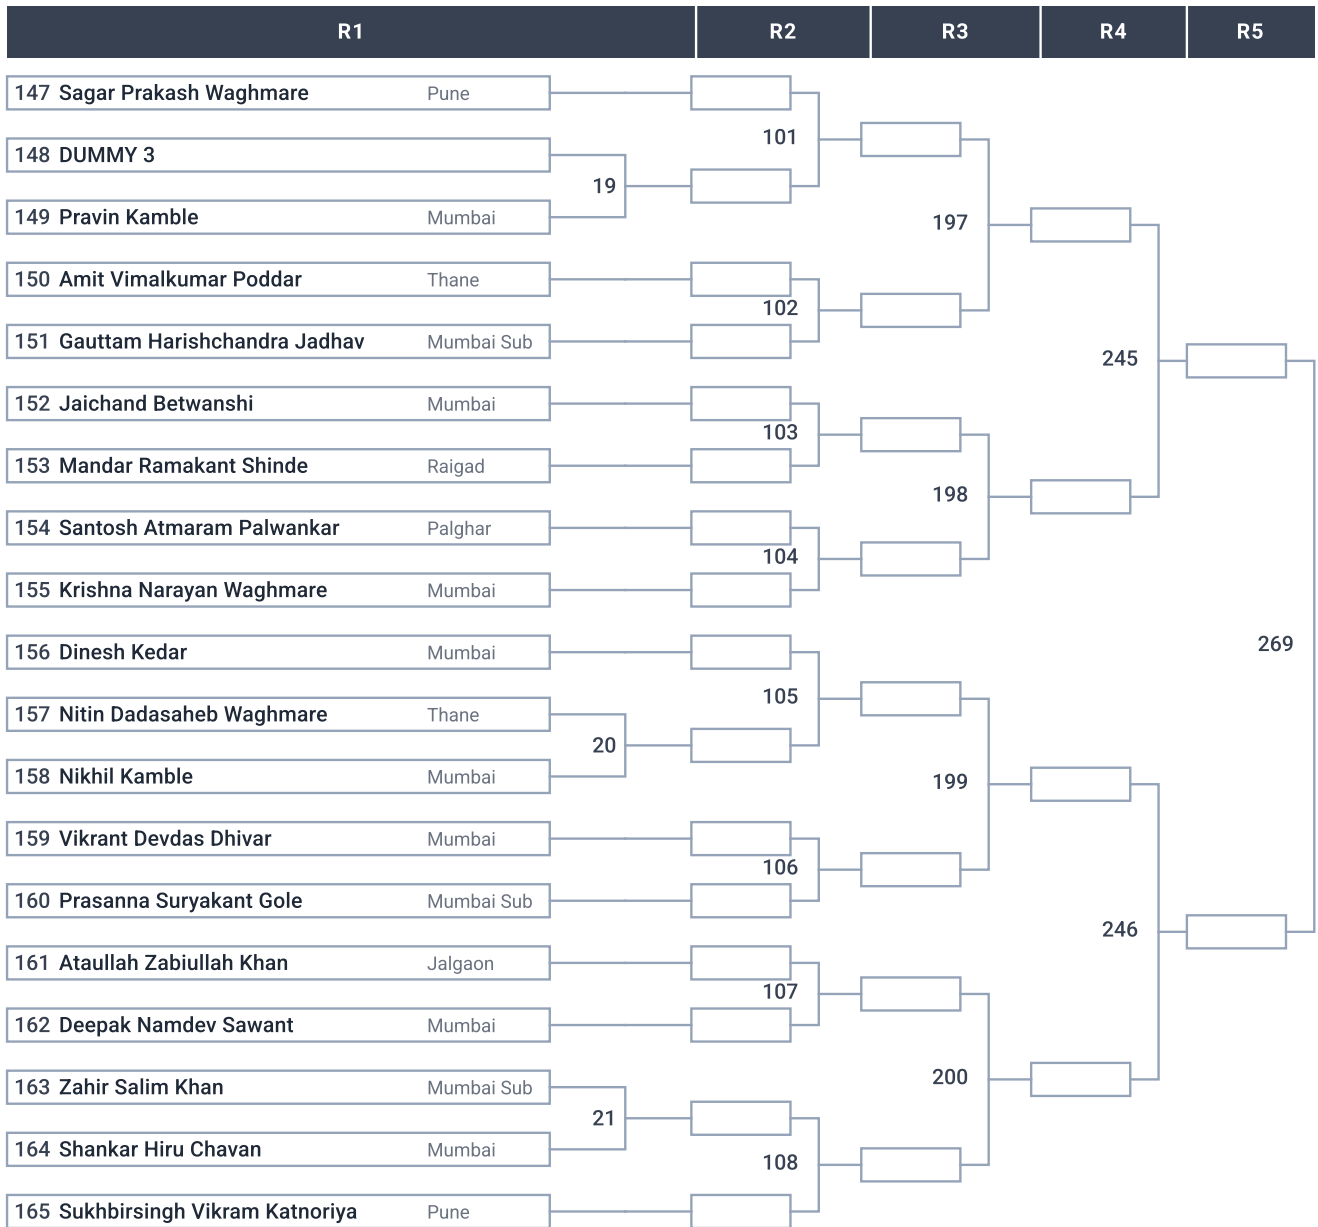 R1 R2 R3 R4 R5
147 Sagar Prakash Waghmare Pune
101
148 DUMMY 3
19
149 Pravin Kamble Mumbai
197
150 Amit Vimalkumar Poddar Thane
102
151 Gauttam Harishchandra Jadhav Mumbai Sub
245
152 Jaichand Betwanshi Mumbai
103
153 Mandar Ramakant Shinde Raigad
198
154 Santosh Atmaram Palwankar Palghar
104
155 Krishna Narayan Waghmare Mumbai
269
156 Dinesh Kedar Mumbai
105
157 Nitin Dadasaheb Waghmare Thane
20
158 Nikhil Kamble Mumbai
199
159 Vikrant Devdas Dhivar Mumbai
106
160 Prasanna Suryakant Gole Mumbai Sub
246
161 Ataullah Zabiullah Khan Jalgaon
107
162 Deepak Namdev Sawant Mumbai
200
163 Zahir Salim Khan Mumbai Sub
21
164 Shankar Hiru Chavan Mumbai
108
165 Sukhbirsingh Vikram Katnoriya Pune